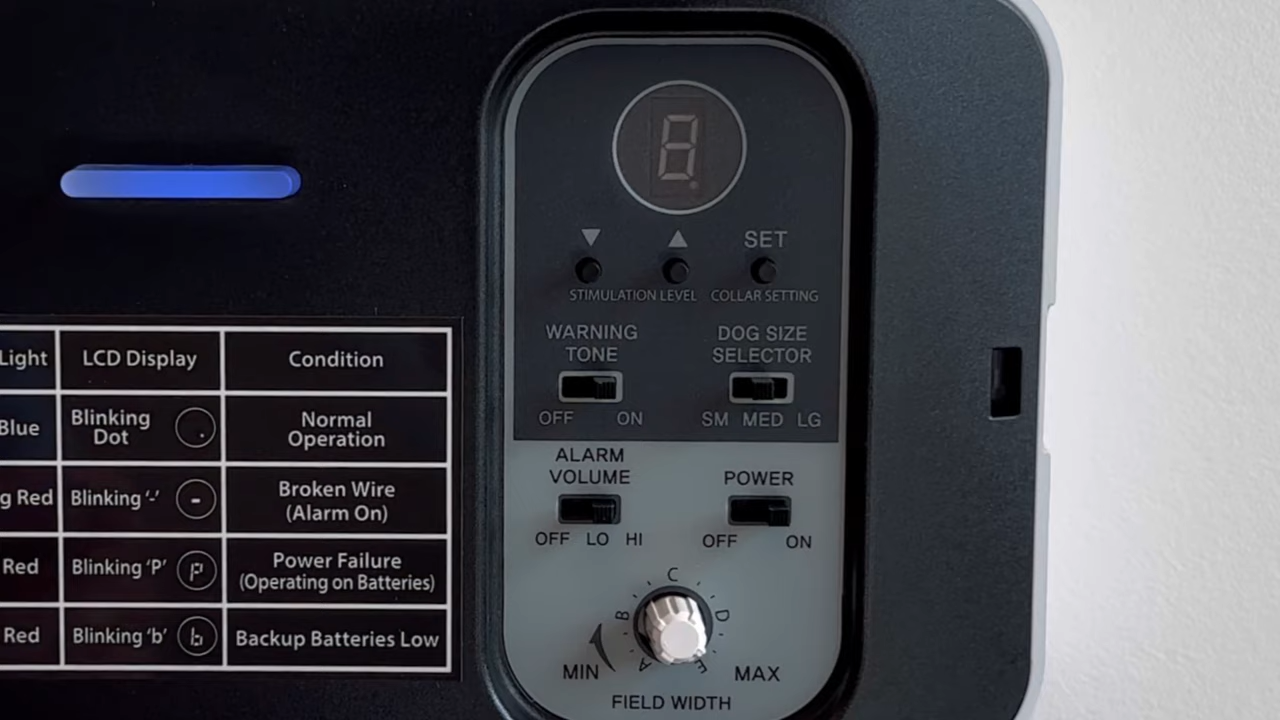 ▼ ▲ SET
STIMULATION LEVEL COLLAR SETTING
WARNING
TONE
OFF ON
DOG SIZE
SELECTOR
SM MED LG
ALARM
VOLUME
OFF LO HI
POWER
OFF ON
A B C D E
MIN MAX
FIELD WIDTH
Light LCD Display Condition
Blue Blinking
Dot . Normal
Operation
g Red Blinking '-' - Broken Wire
(Alarm On)
Red Blinking 'P' P Power Failure
(Operating on Batteries)
Red Blinking 'b' b Backup Batteries Low